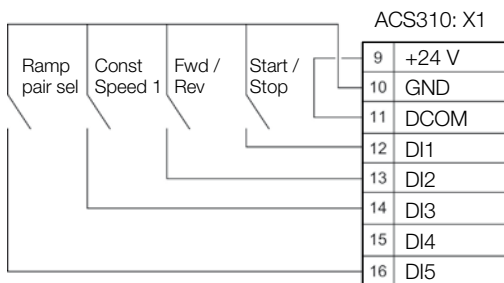 ACS310: X1
Ramp
pair sel
Const
Speed 1
Fwd /
Rev
Start /
Stop
9 +24 V
10 GND
11 DCOM
12 DI1
13 DI2
14 DI3
15 DI4
16 DI5